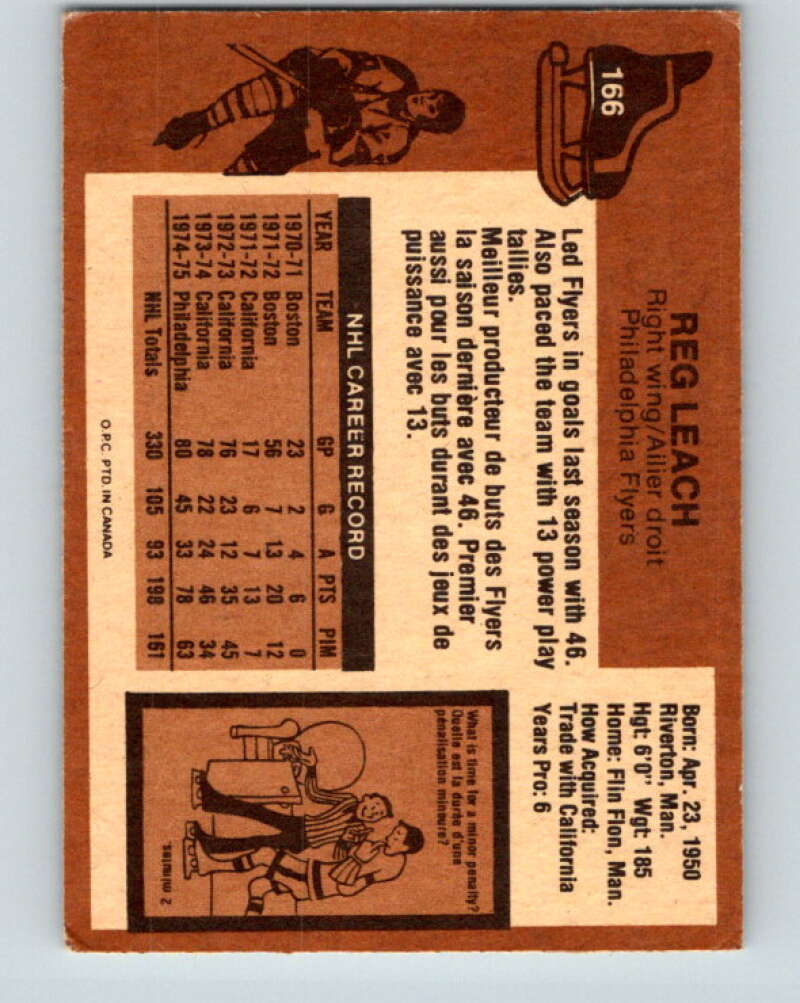 166
REG LEACH
Right wing/Ailier droit
Philadelphia Flyers
Led Flyers in goals last season with 46.
Also paced the team with 13 power play
tallies.
Meilleur producteur de buts des Flyers
la saison dernière avec 46. Premier
aussi pour les buts durant des jeux de
puissance avec 13.
Born: Apr. 23, 1950
Riverton, Man.
Hgt: 6'0" Wgt: 185
Home: Flin Flon, Man.
How Acquired:
Trade with California
Years Pro: 6
NHL CAREER RECORD
YEAR TEAM GP G A PTS PIM
1970-71 Boston 23 2 4 6 0
1971-72 Boston 56 7 13 20 12
1971-72 California 17 6 7 13 7
1972-73 California 76 23 12 35 45
1973-74 California 78 22 24 46 34
1974-75 Philadelphia 80 45 33 78 63
NHL Totals 330 105 93 198 161
What is time for a minor penalty?
Quelle est la durée d'une
pénalisation mineure?
2 minutes.
O.P.C. PTD. IN CANADA